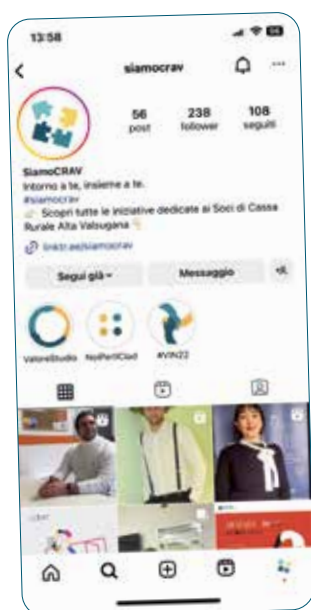 13:58
siamocrav
56 238 108
post follower seguiti
SiamoCRAV
Intorno a te, insieme a te.
#siamocrav
Scopri tutte le iniziative dedicate ai Soci di Cassa
Rurale Alta Valsugana
linktr.ee/siamocrav
Segui già Messaggio
ValoreStudio NoiPertiClad #VIN22